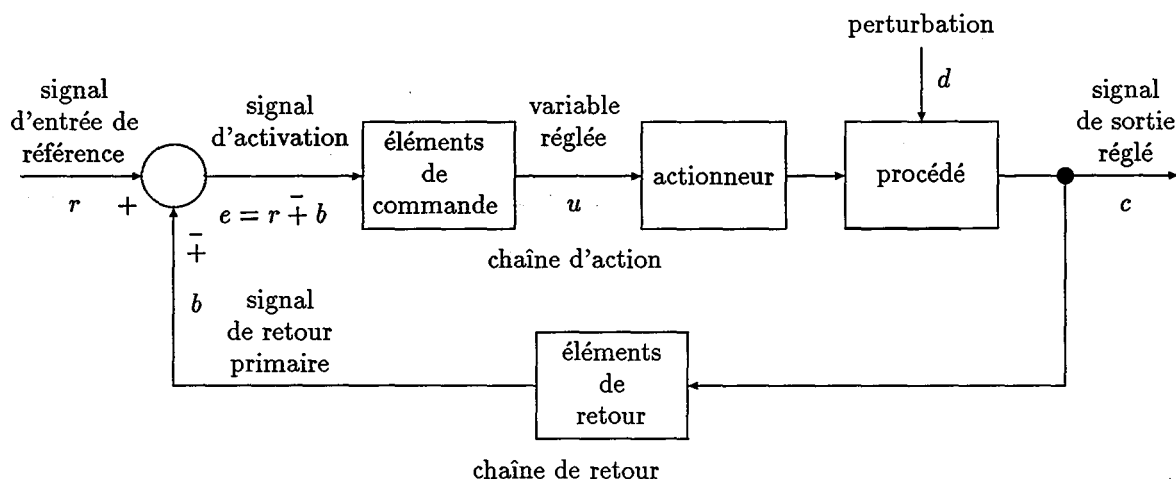 perturbation
d
signal
d'entrée de
référence
r
+
signal
d'activation
e = r ∓ b
éléments
de
commande
variable
réglée
u
actionneur
procédé
signal
de sortie
réglé
c
∓
b
chaîne d'action
signal
de retour
primaire
éléments
de
retour
chaîne de retour